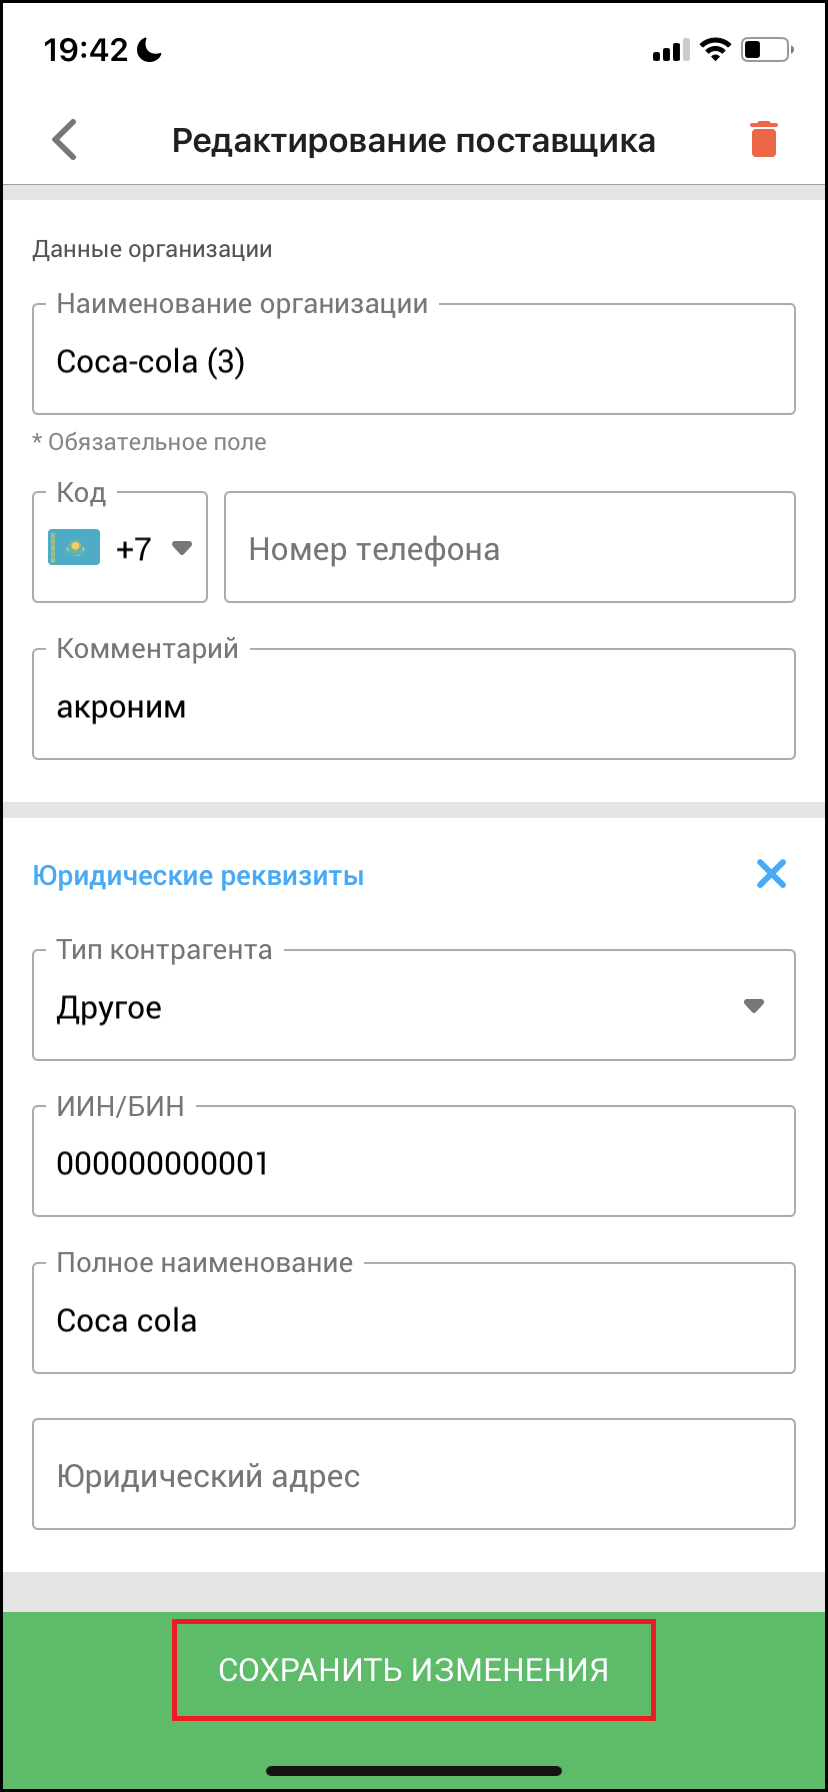 19:42
Редактирование поставщика
Данные организации
Наименование организации
Coca-cola (3)
* Обязательное поле
Код
+7
Номер телефона
Комментарий
акроним
Юридические реквизиты
Тип контрагента
Другое
ИИН/БИН
000000000001
Полное наименование
Coca cola
Юридический адрес
СОХРАНИТЬ ИЗМЕНЕНИЯ